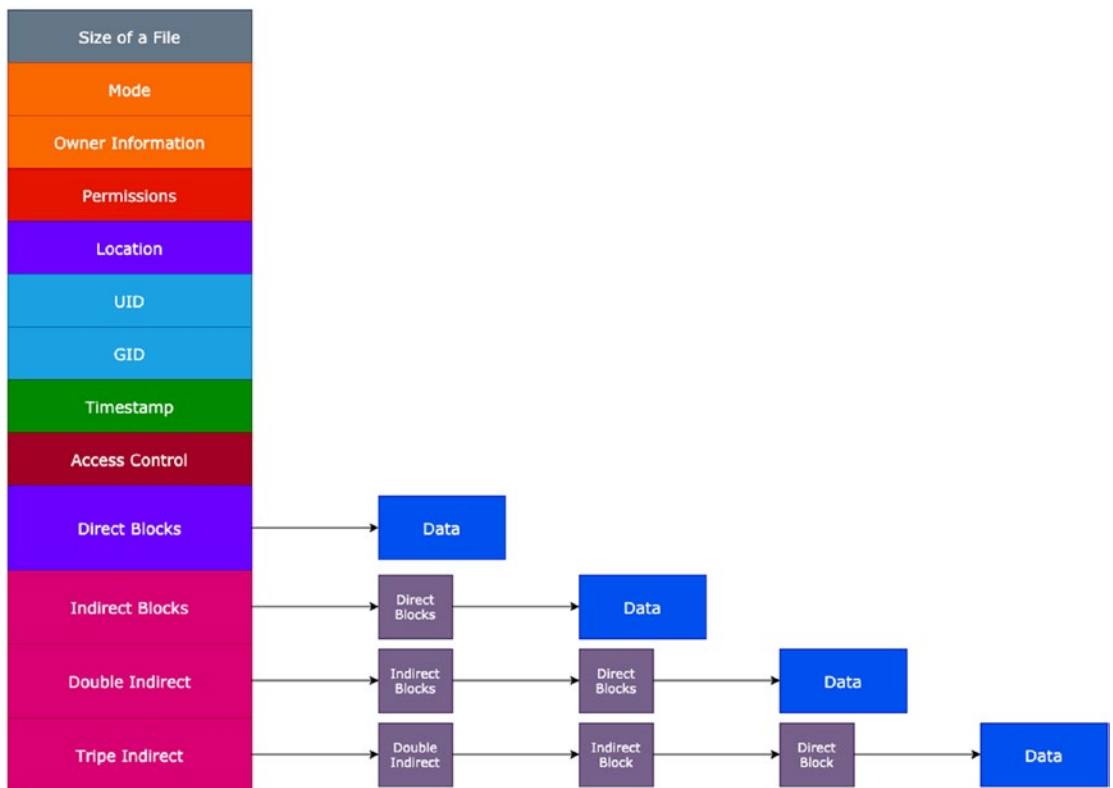 Size of a File
Mode
Owner Information
Permissions
Location
UID
GID
Timestamp
Access Control
Direct Blocks
Data
Indirect Blocks
Direct
Blocks
Data
Double Indirect
Indirect
Blocks
Direct
Blocks
Data
Tripe Indirect
Double
Indirect
Indirect
Block
Direct
Block
Data